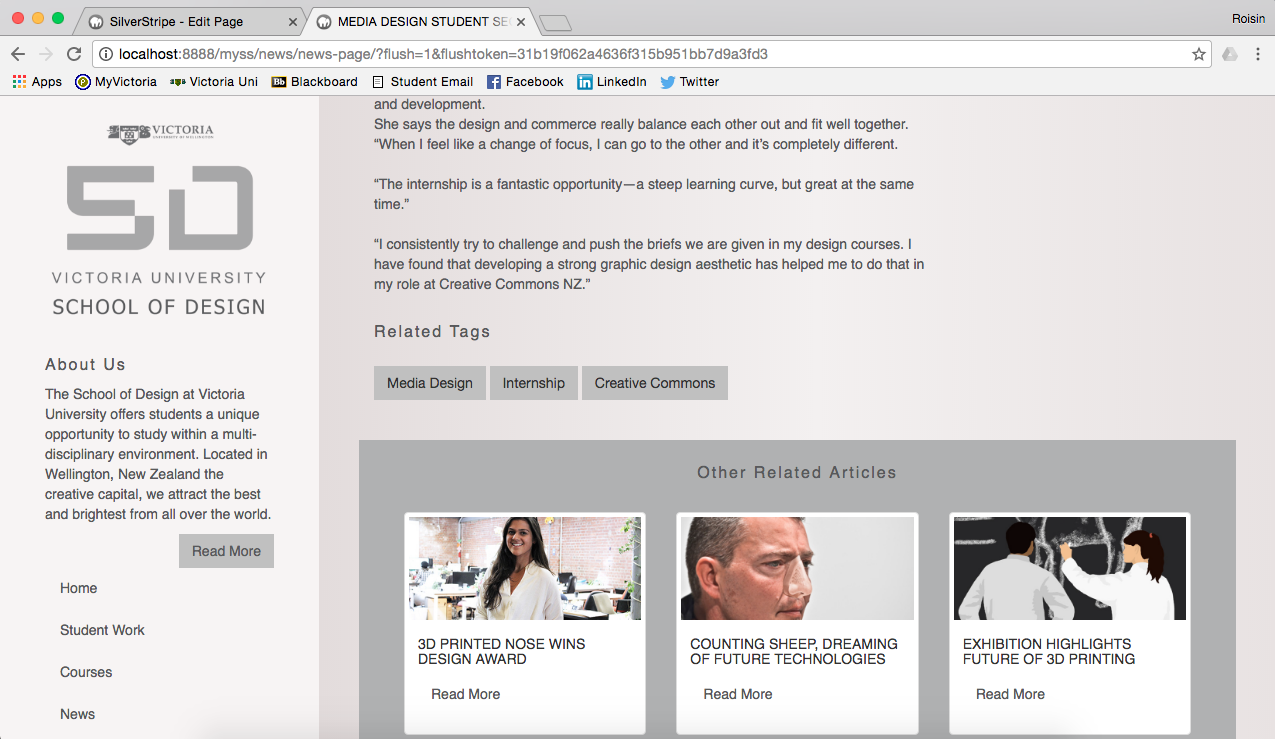 SilverStripe - Edit Page
MEDIA DESIGN STUDENT SE
Roisin
localhost:8888/myss/news/news-page/?flush=1&flushtoken=31b19f062a4636f315b951bb7d9a3fd3
Apps MyVictoria Victoria Uni Bb Blackboard Student Email Facebook LinkedIn Twitter
VICTORIA
SD
VICTORIA UNIVERSITY
SCHOOL OF DESIGN
About Us
The School of Design at Victoria
University offers students a unique
opportunity to study within a multi-
disciplinary environment. Located in
Wellington, New Zealand the
creative capital, we attract the best
and brightest from all over the world.
Read More
Home
Student Work
Courses
News
and development.
She says the design and commerce really balance each other out and fit well together.
“When I feel like a change of focus, I can go to the other and it’s completely different.
“The internship is a fantastic opportunity—a steep learning curve, but great at the same
time.”
“I consistently try to challenge and push the briefs we are given in my design courses. I
have found that developing a strong graphic design aesthetic has helped me to do that in
my role at Creative Commons NZ.”
Related Tags
Media Design Internship Creative Commons
Other Related Articles
3D PRINTED NOSE WINS
DESIGN AWARD
Read More
COUNTING SHEEP, DREAMING
OF FUTURE TECHNOLOGIES
Read More
EXHIBITION HIGHLIGHTS
FUTURE OF 3D PRINTING
Read More